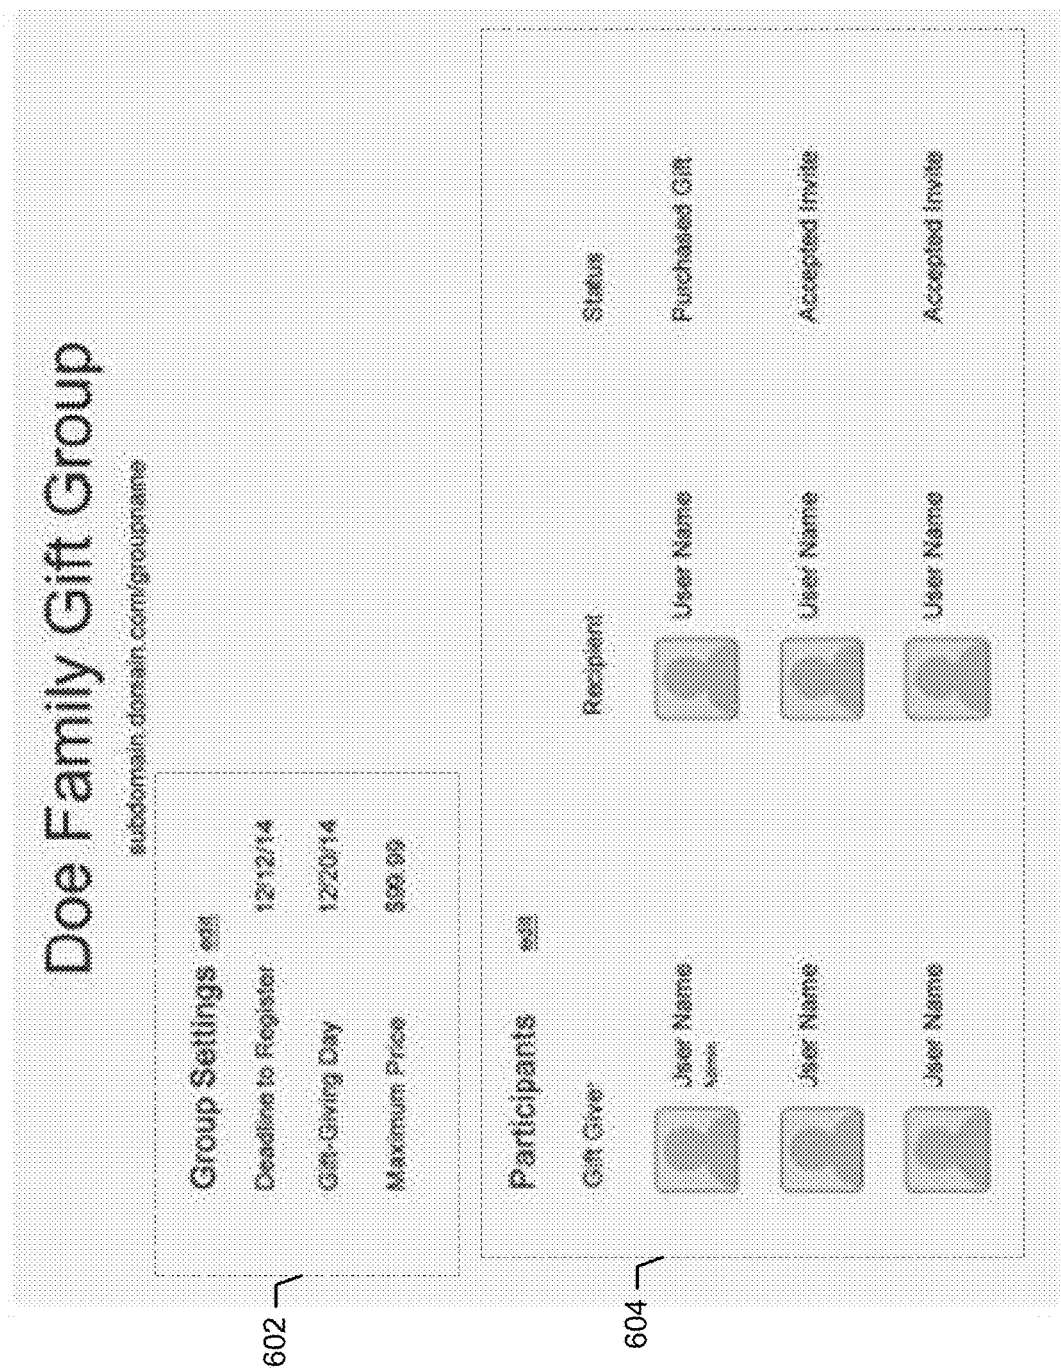 Doe Family Gift Group
subdomain.domain.com/groupname
602
Group Settings edit
Deadline to Register 12/12/14
Gift-Giving Day 12/20/14
Maximum Price $99.99
604
Participants edit
Gift Giver Recipient Status
User Name User Name Purchased Gift
User Name User Name Accepted Invite
User Name User Name Accepted Invite